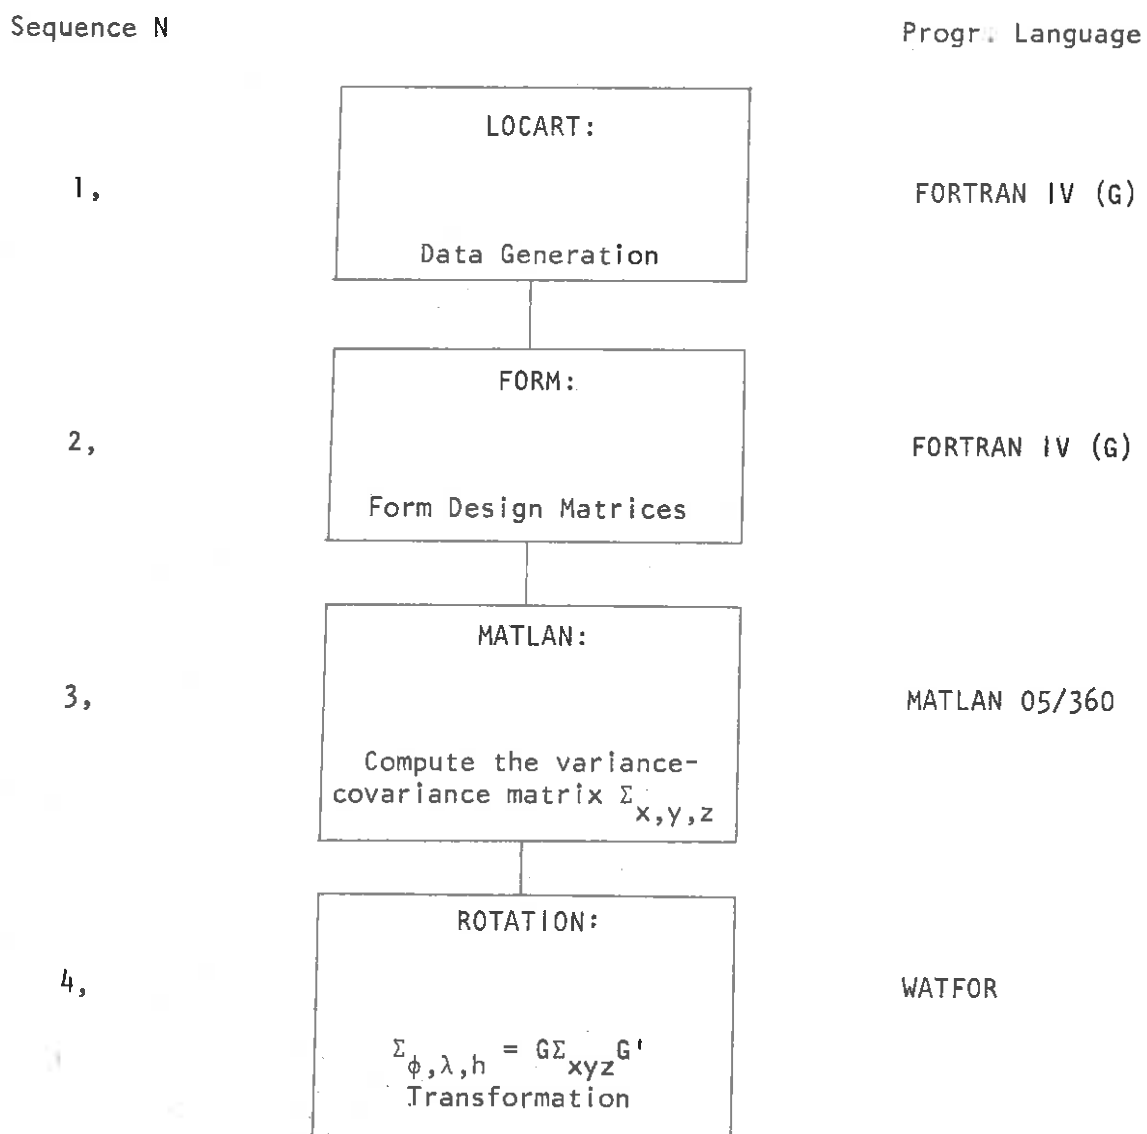 Sequence N
Progr. Language
LOCART:
1,
FORTRAN IV (G)
Data Generation
FORM:
2,
FORTRAN IV (G)
Form Design Matrices
MATLAN:
3,
MATLAN 05/360
Compute the variance-
covariance matrix Σx,y,z
ROTATION:
4,
WATFOR
Σφ,λ,h = GΣxyzG'
Transformation